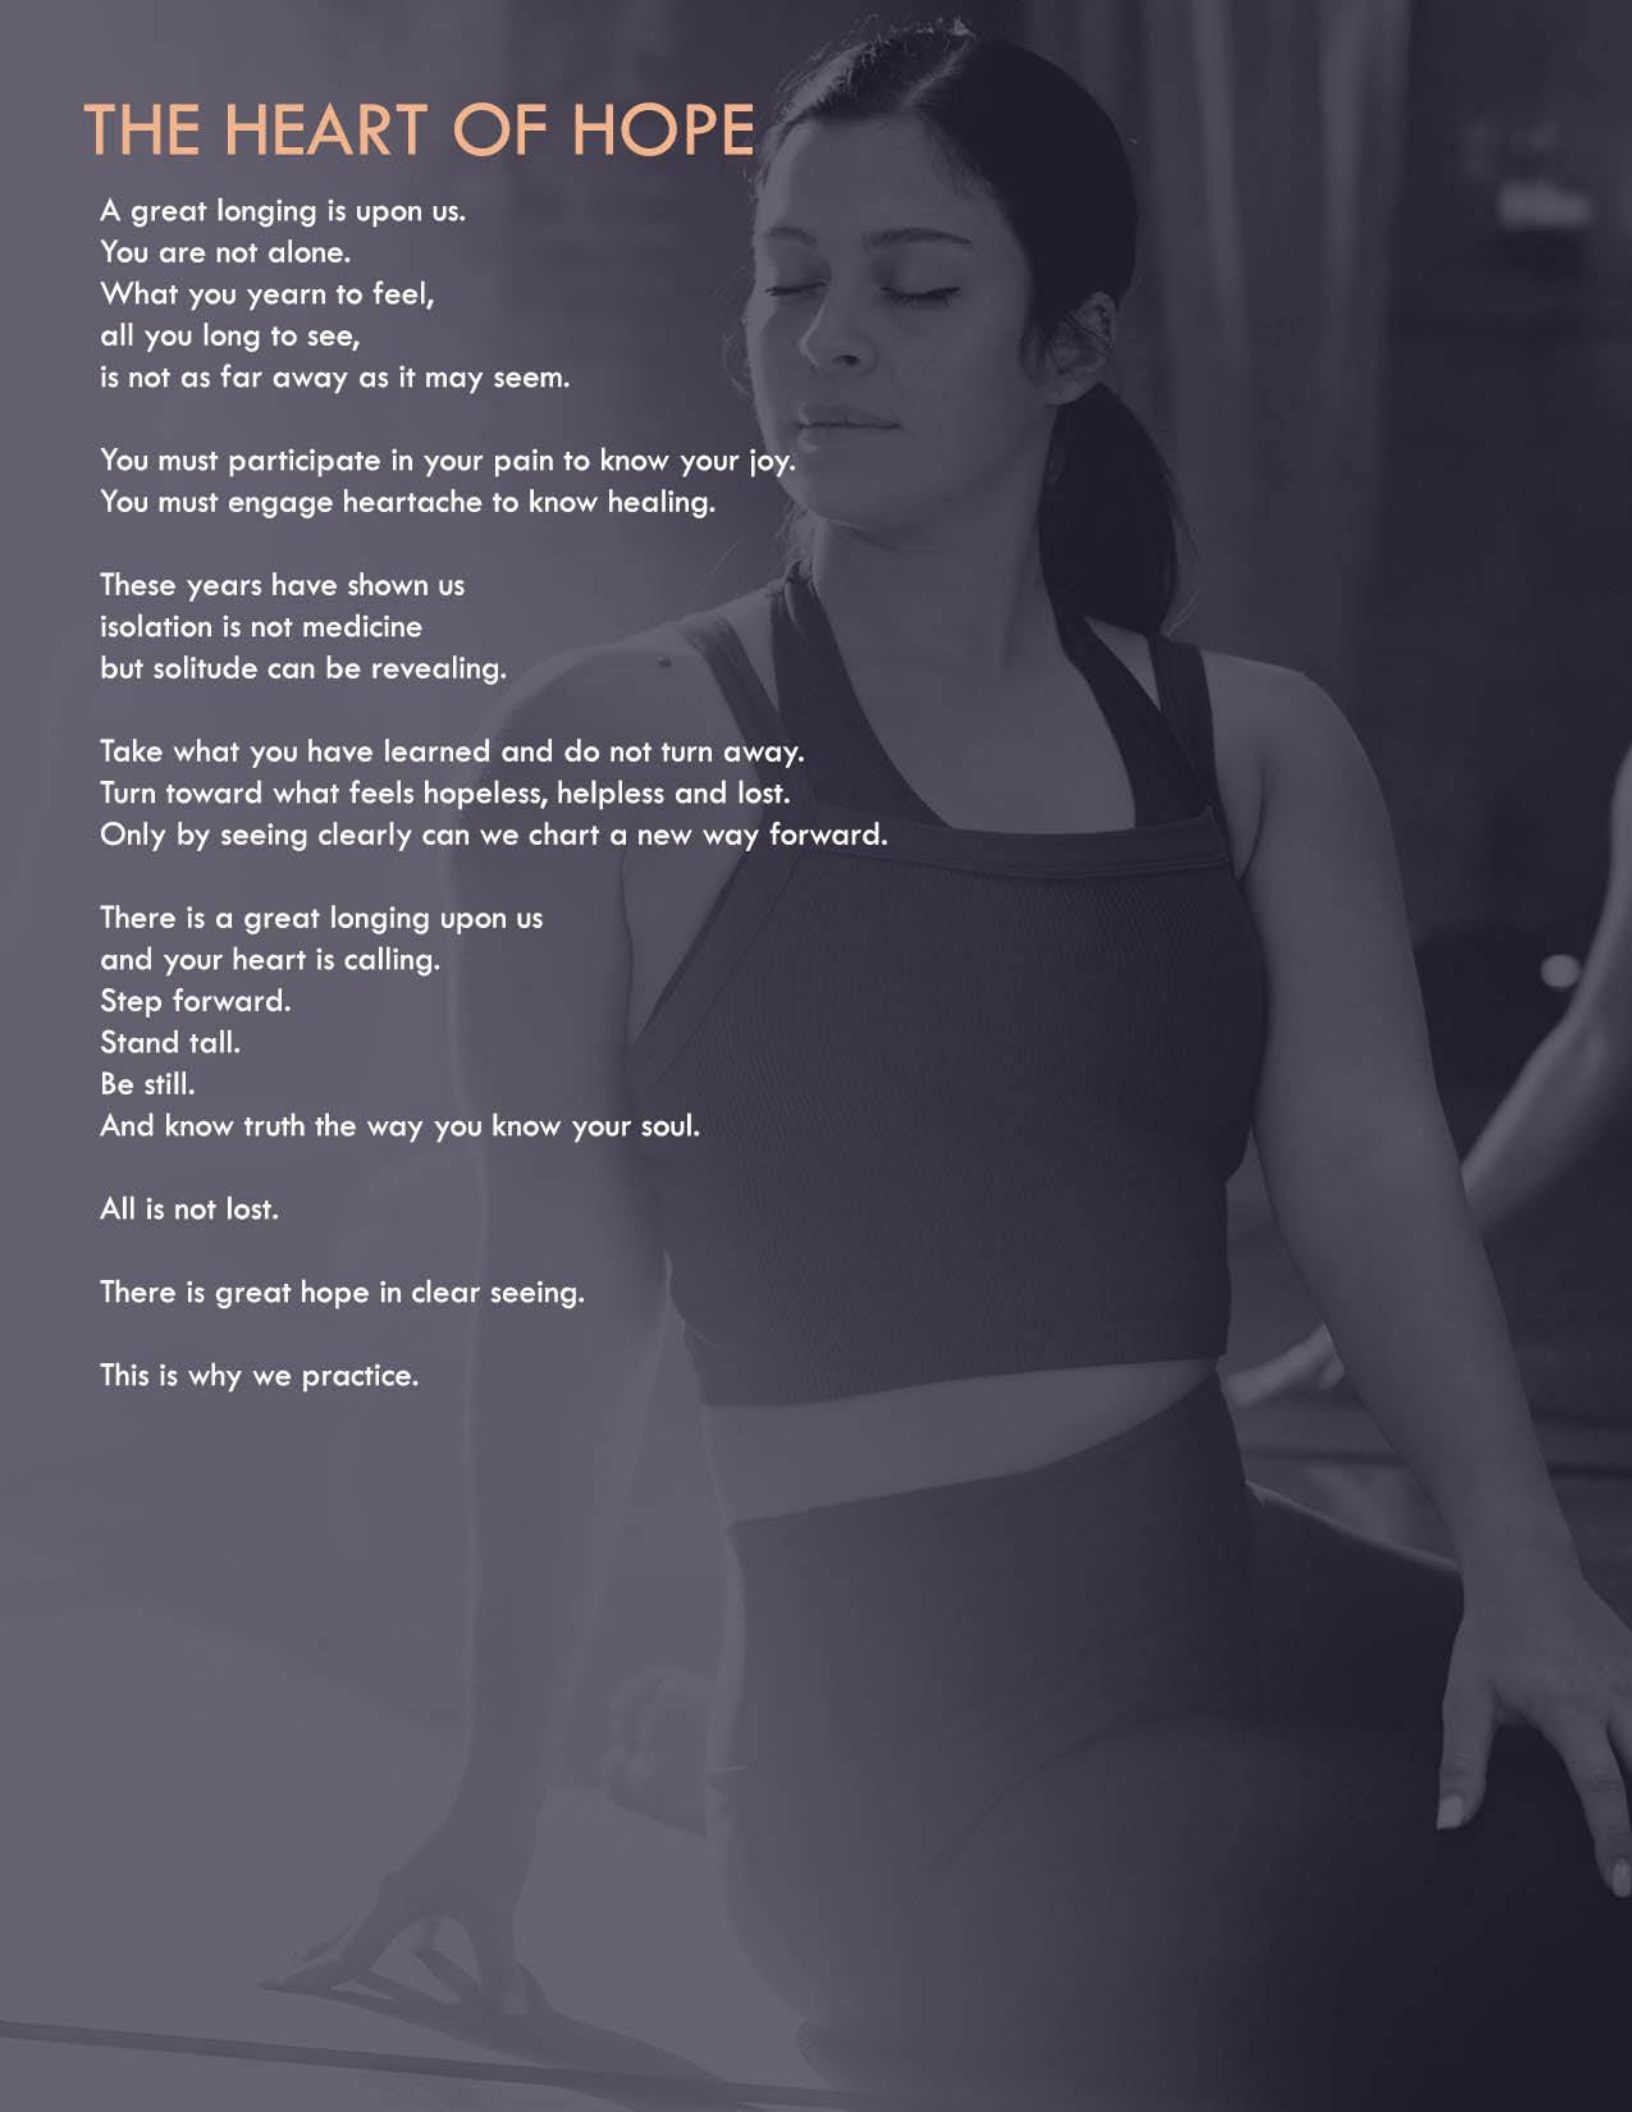 THE HEART OF HOPE
A great longing is upon us.
You are not alone.
What you yearn to feel,
all you long to see,
is not as far away as it may seem.
You must participate in your pain to know your joy.
You must engage heartache to know healing.
These years have shown us
isolation is not medicine
but solitude can be revealing.
Take what you have learned and do not turn away.
Turn toward what feels hopeless, helpless and lost.
Only by seeing clearly can we chart a new way forward.
There is a great longing upon us
and your heart is calling.
Step forward.
Stand tall.
Be still.
And know truth the way you know your soul.
All is not lost.
There is great hope in clear seeing.
This is why we practice.